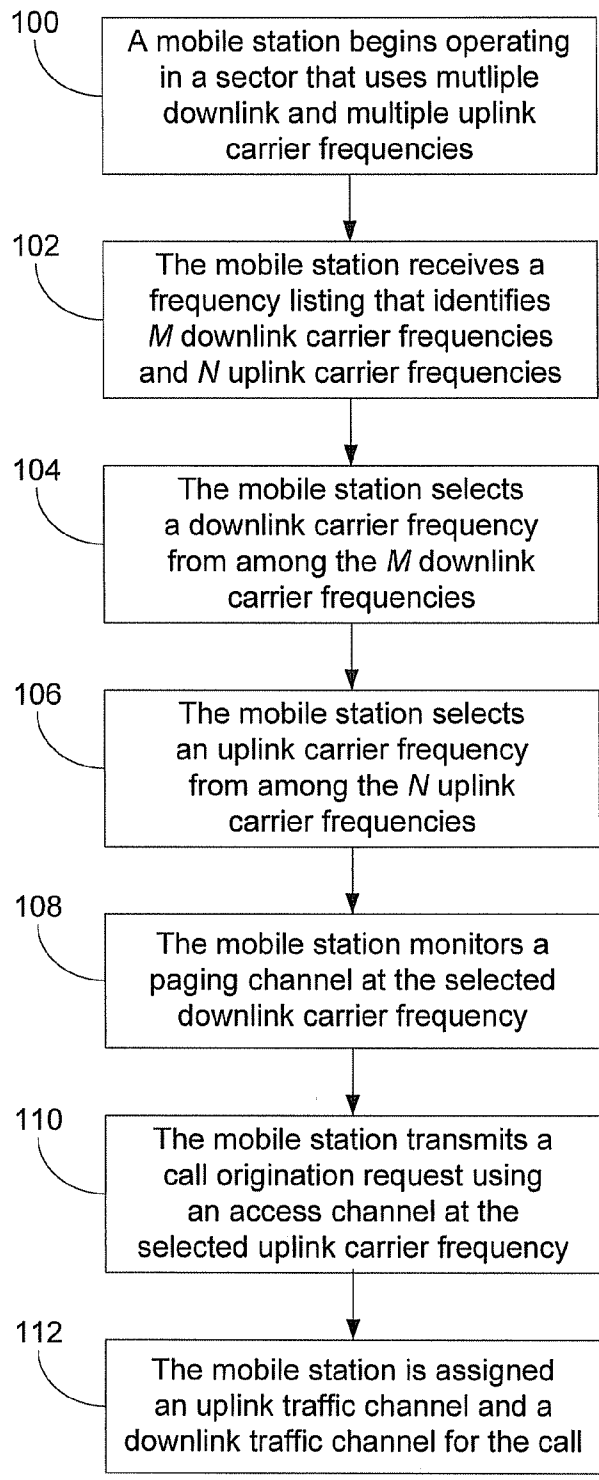 100
A mobile station begins operating
in a sector that uses mutliple
downlink and multiple uplink
carrier frequencies
102
The mobile station receives a
frequency listing that identifies
M downlink carrier frequencies
and N uplink carrier frequencies
104
The mobile station selects
a downlink carrier frequency
from among the M downlink
carrier frequencies
106
The mobile station selects
an uplink carrier frequency
from among the N uplink
carrier frequencies
108
The mobile station monitors a
paging channel at the selected
downlink carrier frequency
110
The mobile station transmits a
call origination request using
an access channel at the
selected uplink carrier frequency
112
The mobile station is assigned
an uplink traffic channel and a
downlink traffic channel for the call